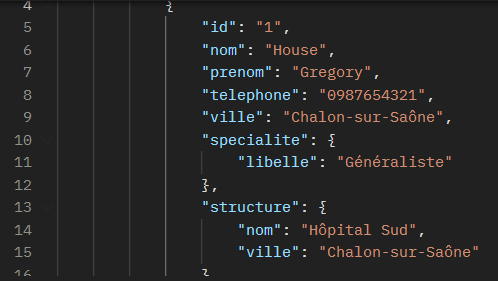 4 {
5 "id": "1",
6 "nom": "House",
7 "prenom": "Gregory",
8 "telephone": "0987654321",
9 "ville": "Chalon-sur-Saône",
10 "specialite": {
11 "libelle": "Généraliste"
12 },
13 "structure": {
14 "nom": "Hôpital Sud",
15 "ville": "Chalon-sur-Saône"
16 }